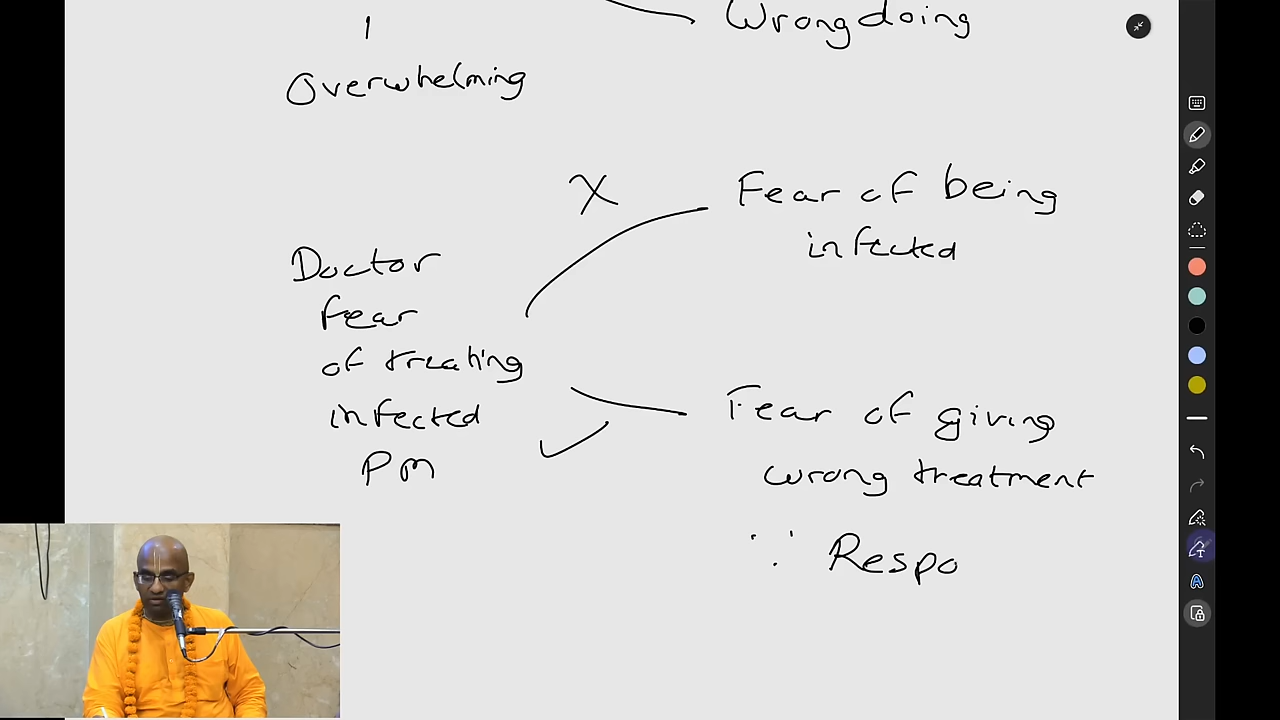 Wrongdoing
Overwhelming
X
Fear of being
infected
Doctor
fear
of treating
infected
PM
Fear of giving
wrong treatment
∵ Respo